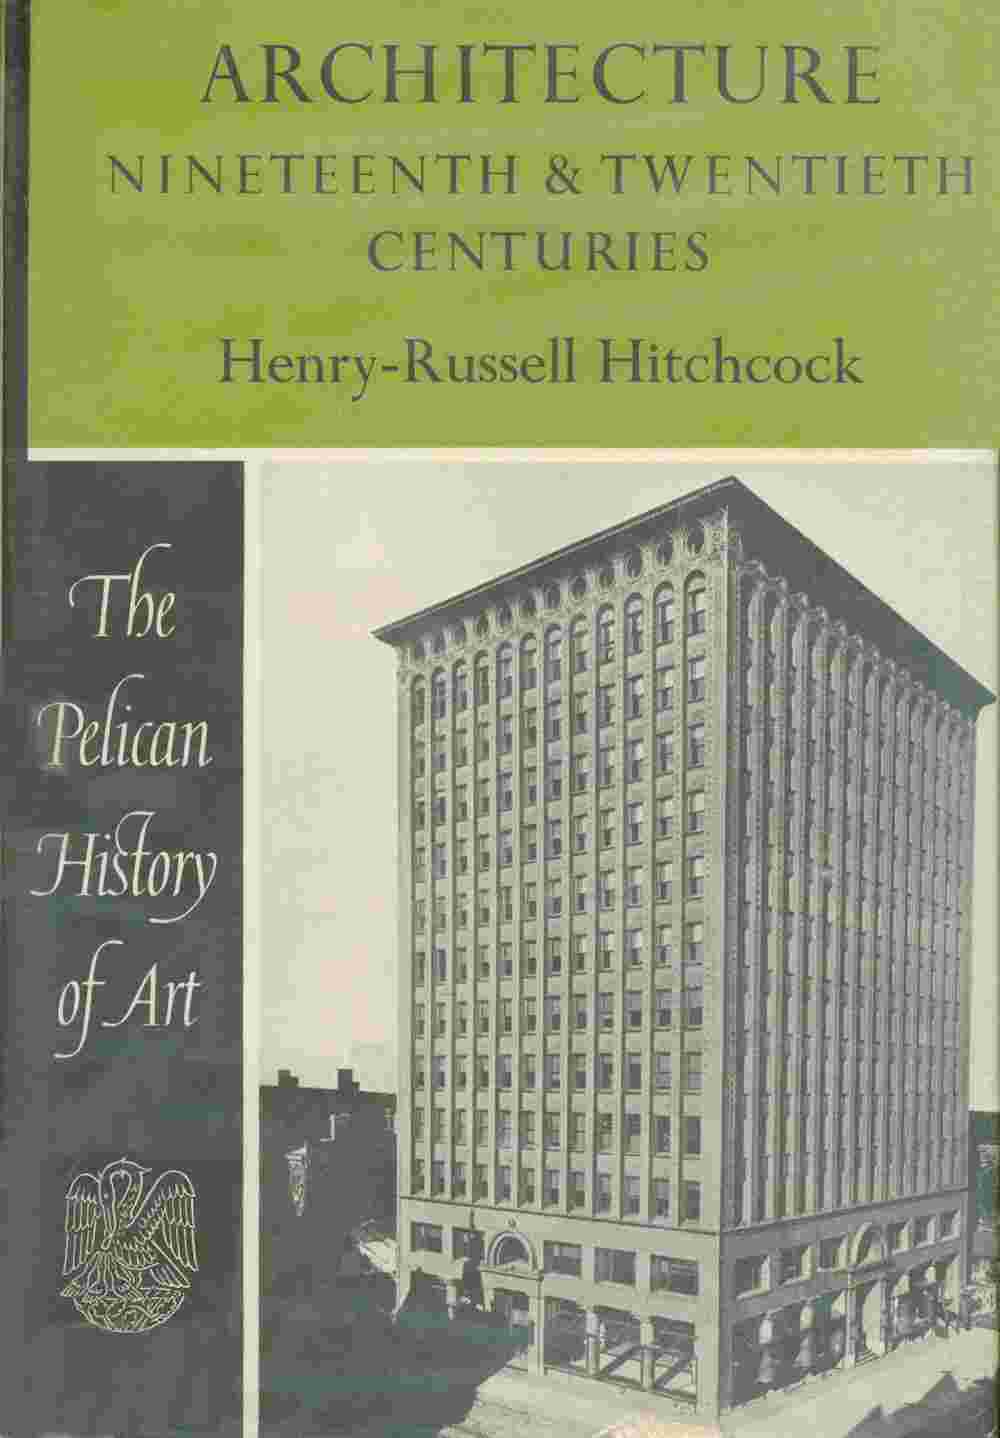 ARCHITECTURE
NINETEENTH & TWENTIETH
CENTURIES
Henry-Russell Hitchcock
The
Pelican
History
of Art